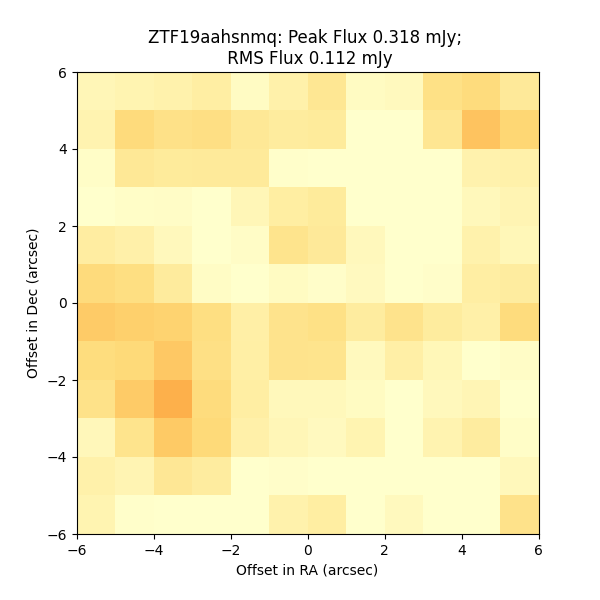 ZTF19aahsnmq: Peak Flux 0.318 mJy;
RMS Flux 0.112 mJy
6
4
2
0
−2
−4
−6
Offset in Dec (arcsec)
−6 −4 −2 0 2 4 6
Offset in RA (arcsec)